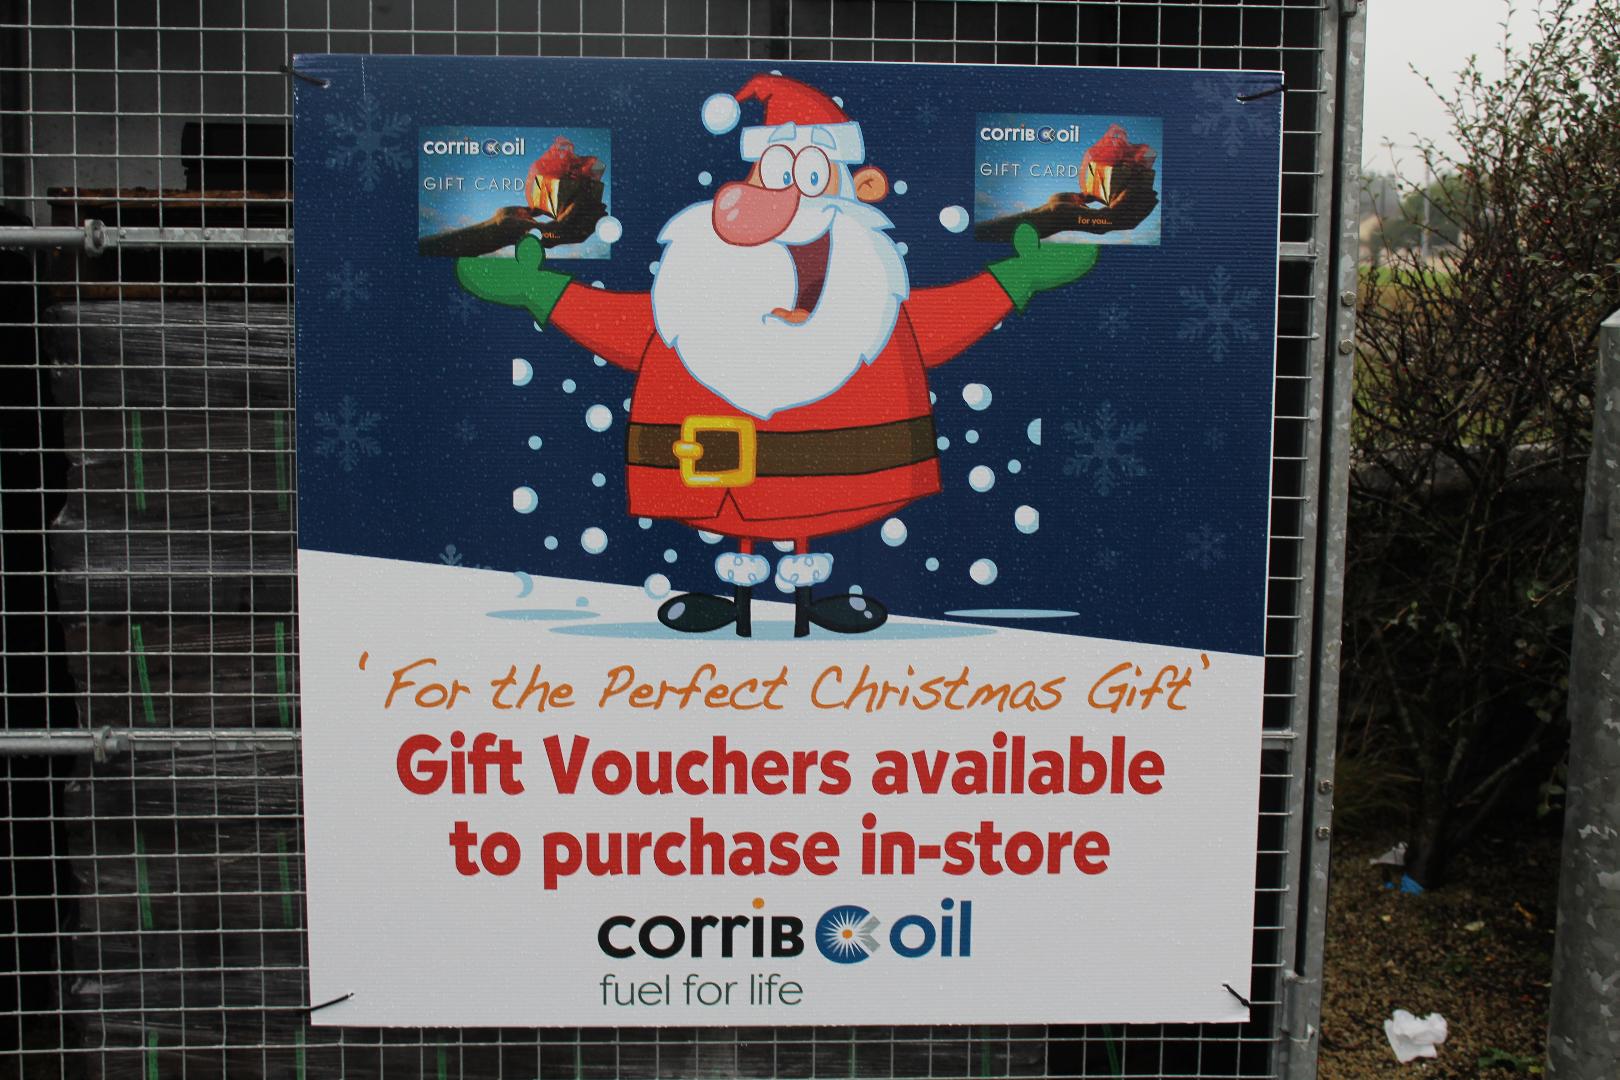 corrib oil
GIFT CARD
you...
corrib oil
GIFT CARD
For you...
'For the Perfect Christmas Gift'
Gift Vouchers available
to purchase in-store
corrib oil
fuel for life